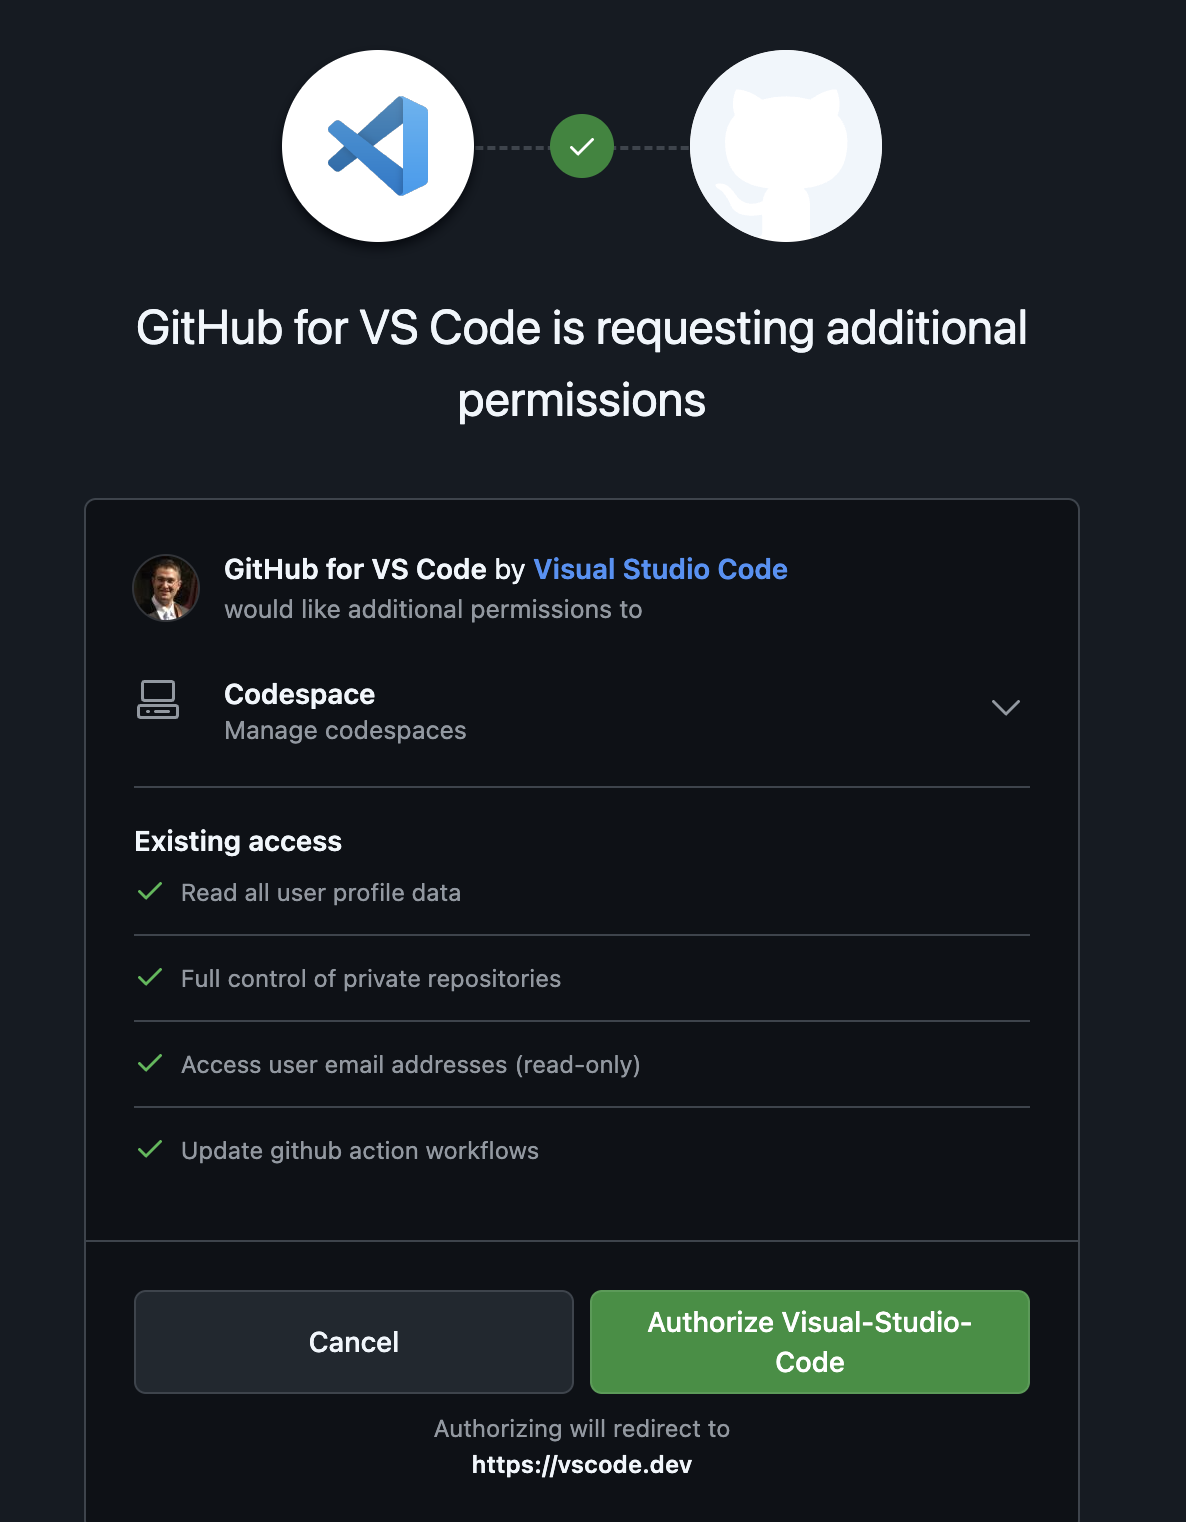 GitHub for VS Code is requesting additional
permissions
GitHub for VS Code by Visual Studio Code
would like additional permissions to
Codespace
Manage codespaces
Existing access
Read all user profile data
Full control of private repositories
Access user email addresses (read-only)
Update github action workflows
Cancel
Authorize Visual-Studio-
Code
Authorizing will redirect to
https://vscode.dev